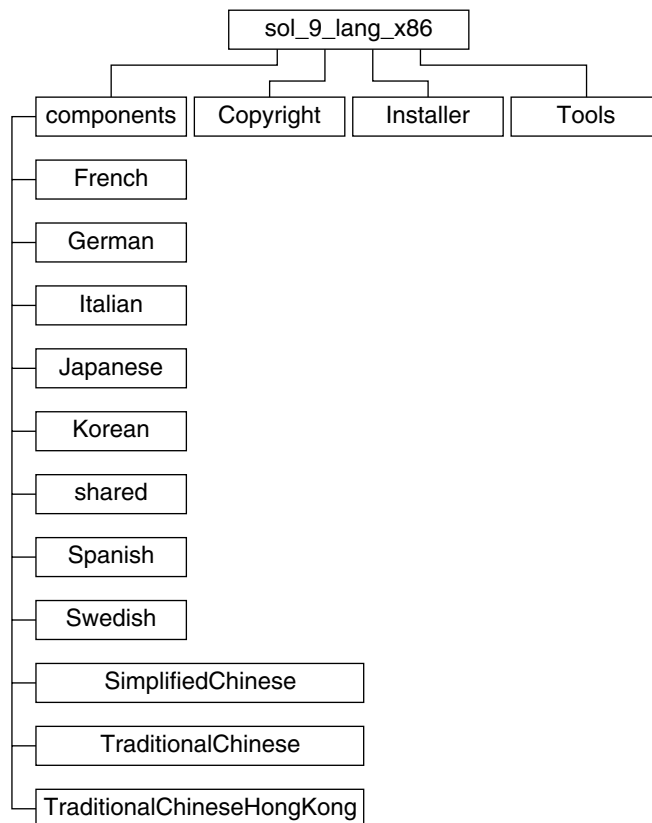 sol_9_lang_x86
components
Copyright
Installer
Tools
French
German
Italian
Japanese
Korean
shared
Spanish
Swedish
SimplifiedChinese
TraditionalChinese
TraditionalChineseHongKong